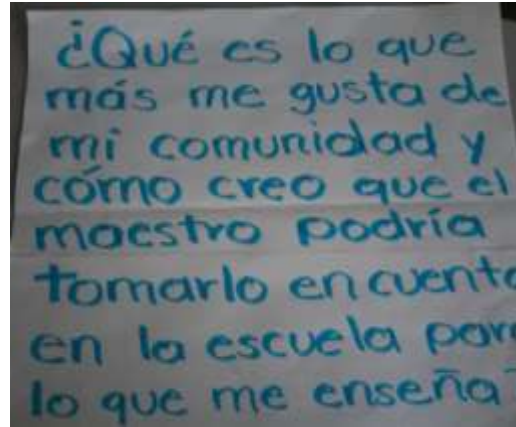 ¿Qué es lo que
más me gusta de
mi comunidad y
cómo creo que el
maestro podría
tomarlo en cuenta
en la escuela para
lo que me enseña?